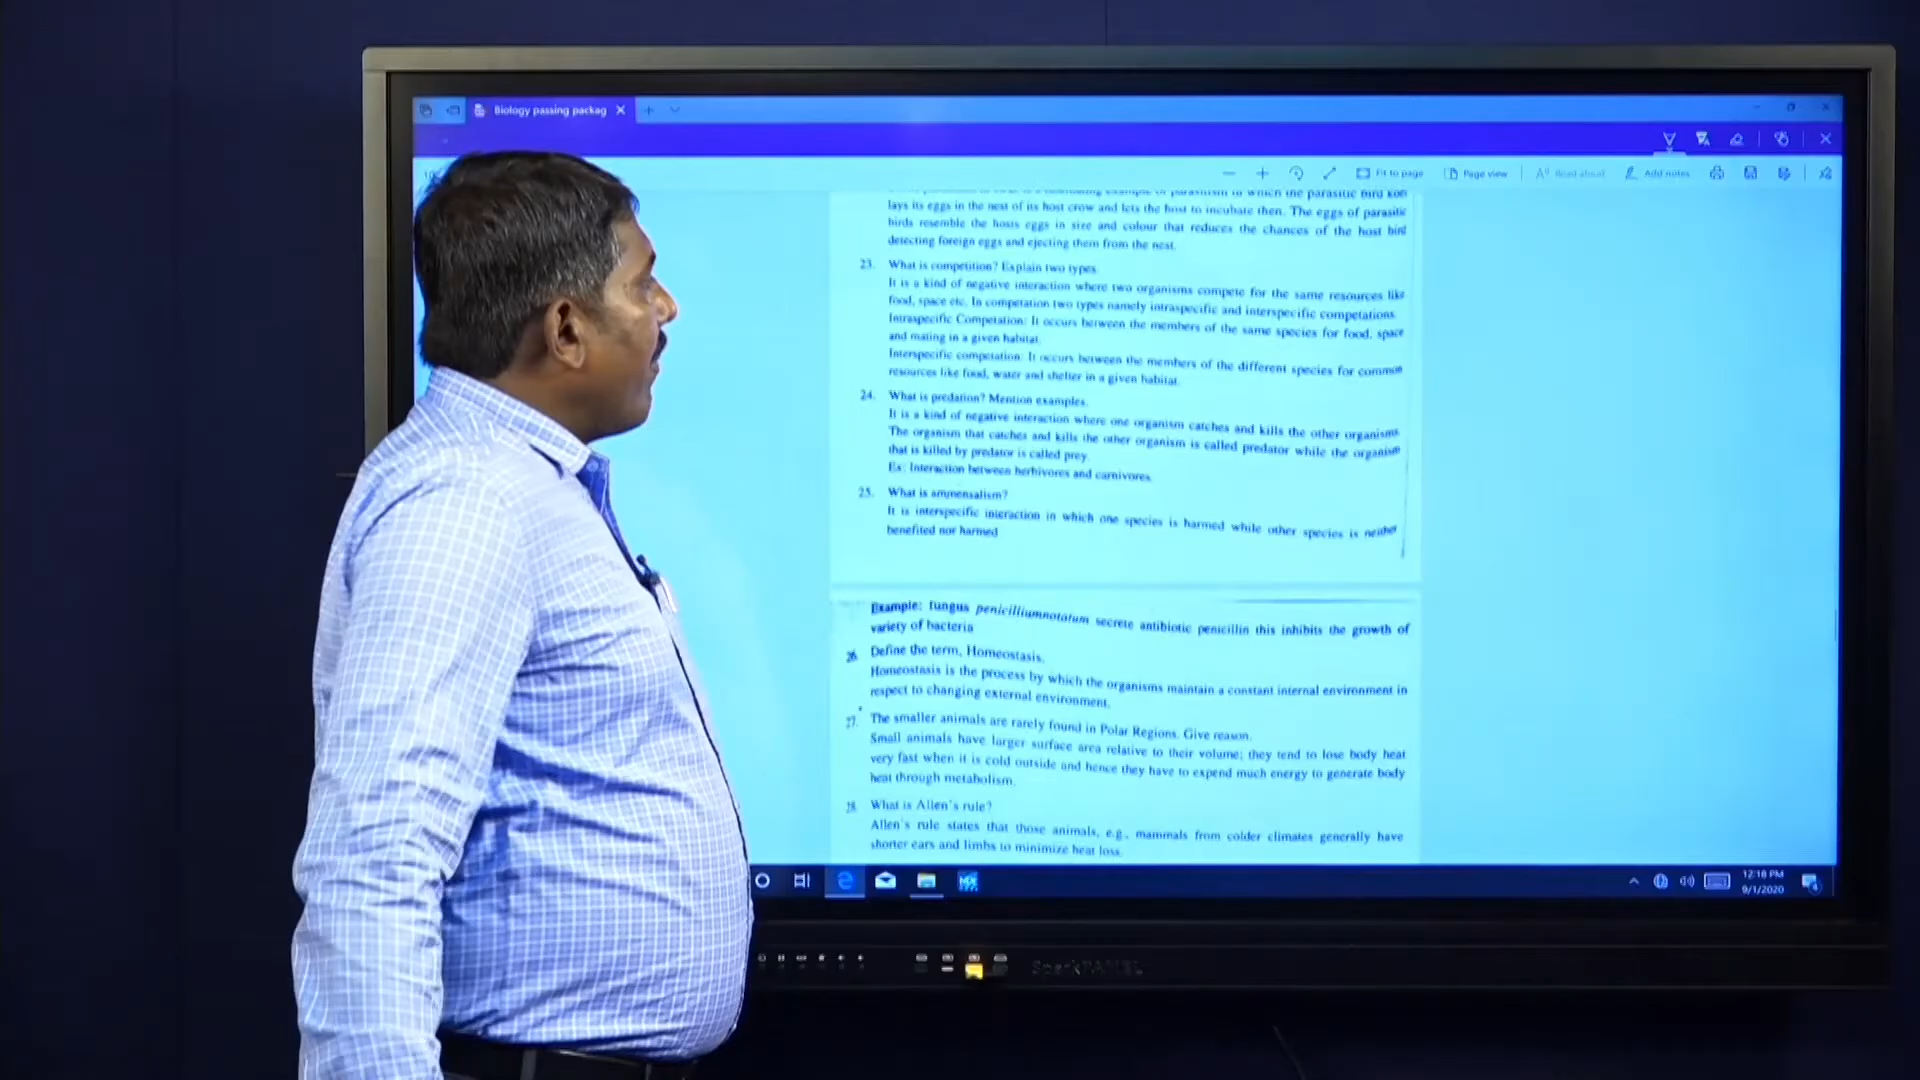 Biology passing packag
Fit to page
Page view
Read aloud
Add notes
lays its eggs in the nest of its host crow and lets the host to incubate then. The eggs of parasitic
birds resemble the hosts eggs in size and colour that reduces the chances of the host bird
detecting foreign eggs and ejecting them from the nest.
23. What is competition? Explain two types.
It is a kind of negative interaction where two organisms compete for the same resources like
food, space etc. In competation two types namely intraspecific and interspecific competations.
Intraspecific Competation: It occurs between the members of the same species for food, space
and mating in a given habitat.
Interspecific competation: It occurs between the members of the different species for common
resources like food, water and shelter in a given habitat.
24. What is predation? Mention examples.
It is a kind of negative interaction where one organism catches and kills the other organisms.
The organism that catches and kills the other organism is called predator while the organism
that is killed by predator is called prey.
Ex: Interaction between herbivores and carnivores.
25. What is ammensalism?
It is interspecific interaction in which one species is harmed while other species is neither
benefited nor harmed
Example: fungus penicilliumnotatum secrete antibiotic penicillin this inhibits the growth of
variety of bacteria
26. Define the term, Homeostasis.
Homeostasis is the process by which the organisms maintain a constant internal environment in
respect to changing external environment.
27. The smaller animals are rarely found in Polar Regions. Give reason.
Small animals have larger surface area relative to their volume; they tend to lose body heat
very fast when it is cold outside and hence they have to expend much energy to generate body
heat through metabolism.
28. What is Allen's rule?
Allen's rule states that those animals, e.g., mammals from colder climates generally have
shorter ears and limbs to minimize heat loss.
12:18 PM
9/1/2020
SparkPANEL